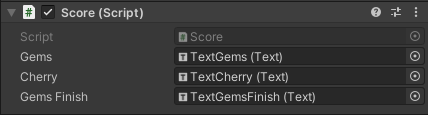 Score (Script)
Script Score
Gems TextGems (Text)
Cherry TextCherry (Text)
Gems Finish TextGemsFinish (Text)